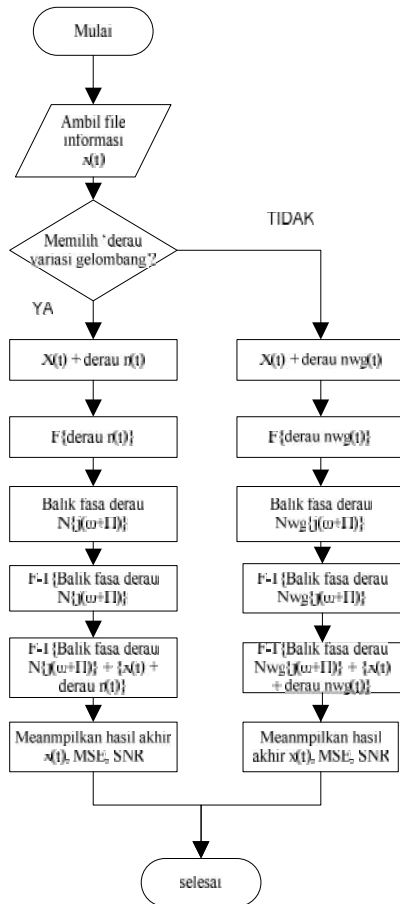 Mulai
Ambil file
informasi
x(t)
Memilih 'derau
variasi gelombang'?
TIDAK
YA
X(t) + derau r(t)
F{derau r(t)}
Balik fasa derau
N{j(ω+Π)}
F-1{Balik fasa derau
N{j(ω+Π)}
F-1{Balik fasa derau
N{j(ω+Π)} + {x(t) +
derau r(t)}
Meanmpilkan hasil akhir
x(t), MSE, SNR
X(t) + derau nwg(t)
F{derau nwg(t)}
Balik fasa derau
Nwg{j(ω+Π)}
F-1{Balik fasa derau
Nwg{j(ω+Π)}
F-1{Balik fasa derau
Nwg{j(ω+Π)} + {x(t)
+ derau nwg(t)}
Meanmpilkan hasil
akhir x(t), MSE, SNR
selesai